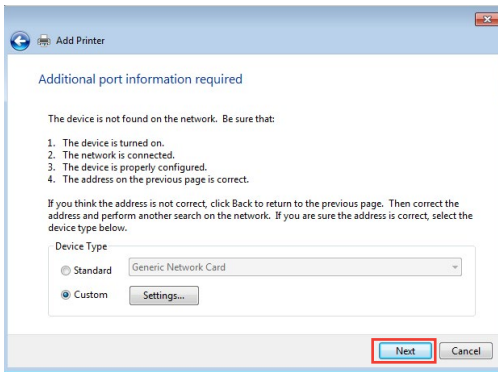 Add Printer
Additional port information required
The device is not found on the network. Be sure that:
1. The device is turned on.
2. The network is connected.
3. The device is properly configured.
4. The address on the previous page is correct.
If you think the address is not correct, click Back to return to the previous page. Then correct the
address and perform another search on the network. If you are sure the address is correct, select the
device type below.
Device Type
Standard
Generic Network Card
Custom
Settings...
Next
Cancel